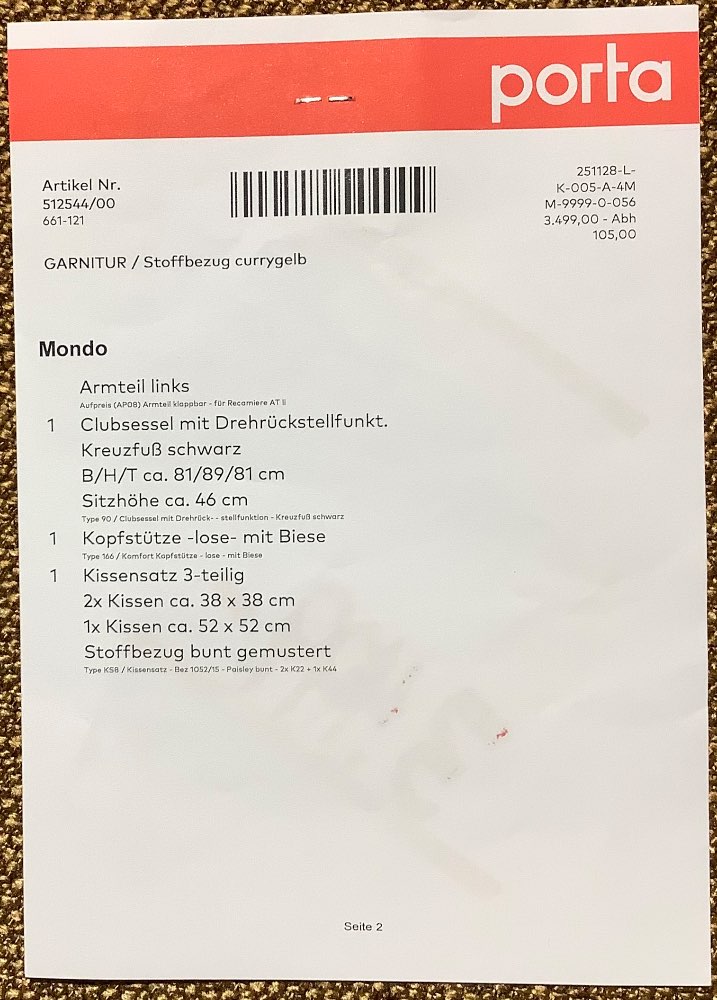 porta
Artikel Nr.
512544/00
661-121
251128-L-
K-005-A-4M
M-9999-0-056
3.499,00 - Abh
105,00
GARNITUR / Stoffbezug currygelb
Mondo
Armteil links
Aufpreis (AP08) Armteil klappbar - für Recamiere AT li
1 Clubsessel mit Drehrückstellfunkt.
Kreuzfuß schwarz
B/H/T ca. 81/89/81 cm
Sitzhöhe ca. 46 cm
Type 90 / Clubsessel mit Drehrück- - stellfunktion - Kreuzfuß schwarz
1 Kopfstütze -lose- mit Biese
Type 166 / Komfort Kopfstütze - lose - mit Biese
1 Kissensatz 3-teilig
2x Kissen ca. 38 x 38 cm
1x Kissen ca. 52 x 52 cm
Stoffbezug bunt gemustert
Type KSB / Kissensatz - Bez 1052/15 - Paisley bunt - 2x K22 + 1x K44
Seite 2